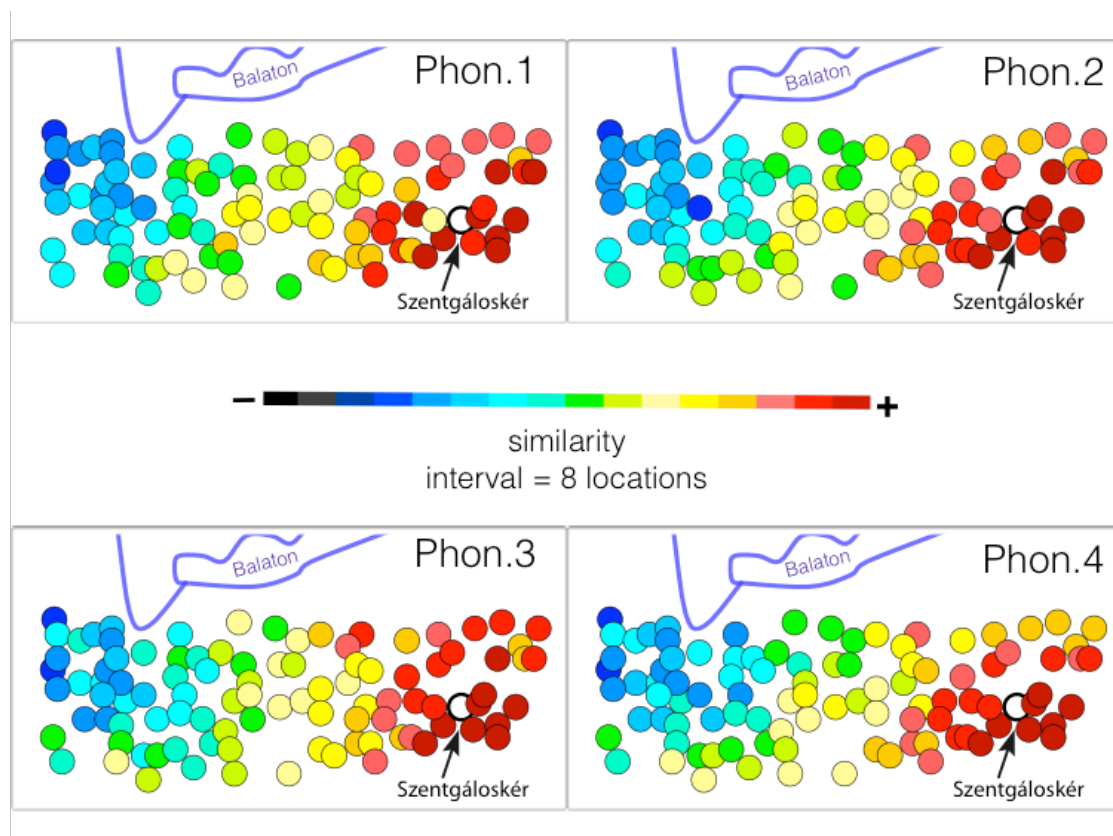 Phon.1
Balaton
Szentgáloskér
Phon.2
Balaton
Szentgáloskér
− +
similarity
interval = 8 locations
Phon.3
Balaton
Szentgáloskér
Phon.4
Balaton
Szentgáloskér